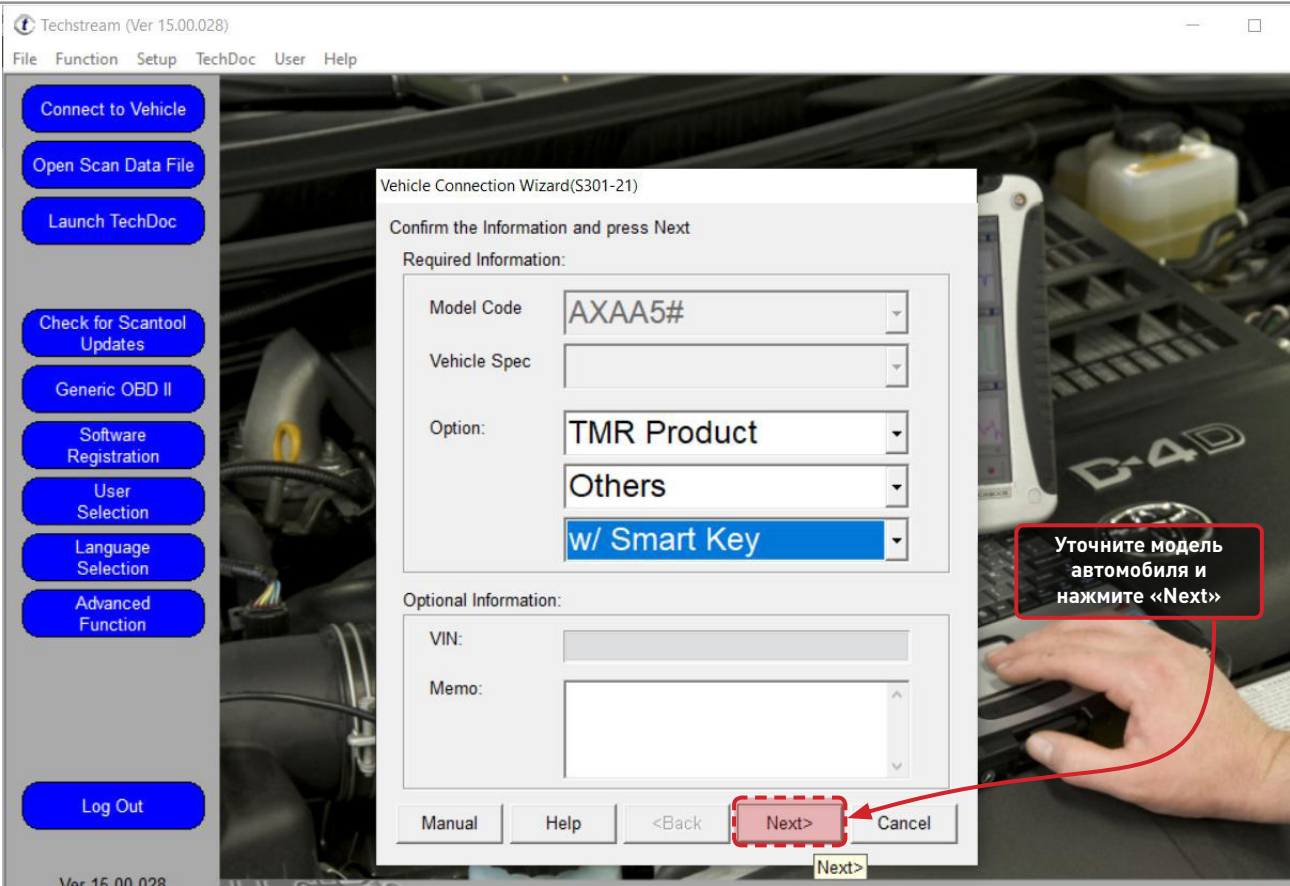 Techstream (Ver 15.00.028)
File Function Setup TechDoc User Help
Connect to Vehicle
Open Scan Data File
Launch TechDoc
Check for Scantool
Updates
Generic OBD II
Software
Registration
User
Selection
Language
Selection
Advanced
Function
Log Out
Ver 15.00.028
Vehicle Connection Wizard(S301-21)
Confirm the Information and press Next
Required Information:
Model Code AXAA5#
Vehicle Spec
Option: TMR Product
Others
w/ Smart Key
Optional Information:
VIN:
Memo:
Manual Help <Back Next> Cancel
Next>
D-4D
Уточните модель
автомобиля и
нажмите «Next»